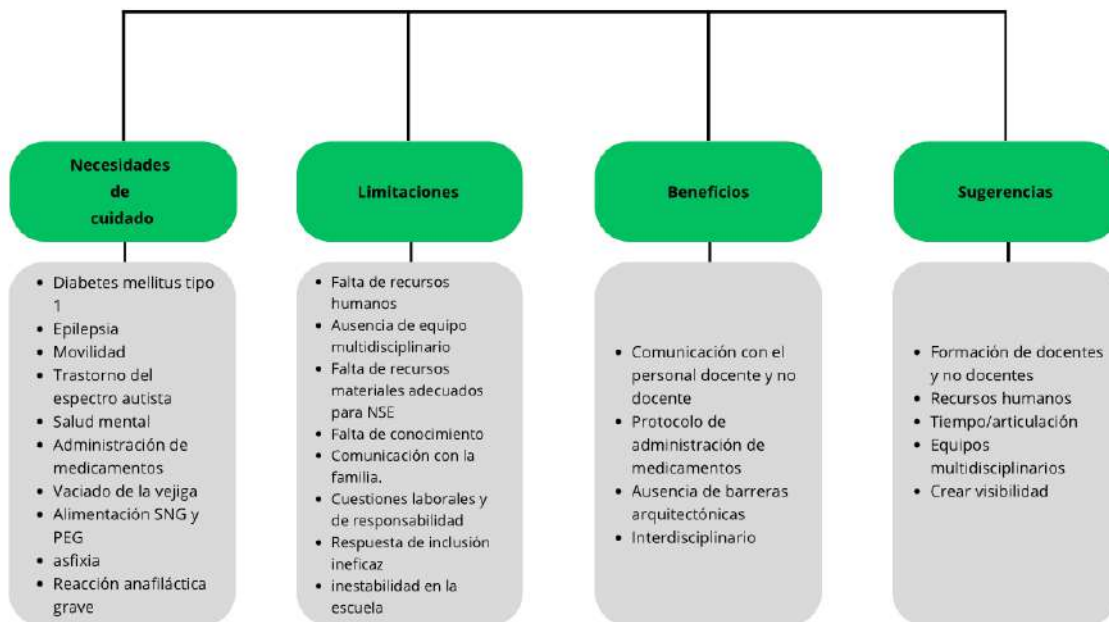 Necesidades
de
cuidado
• Diabetes mellitus tipo
1
• Epilepsia
• Movilidad
• Trastorno del
espectro autista
• Salud mental
• Administración de
medicamentos
• Vaciado de la vejiga
• Alimentación SNG y
PEG
• asfixia
• Reacción anafiláctica
grave
Limitaciones
• Falta de recursos
humanos
• Ausencia de equipo
multidisciplinario
• Falta de recursos
materiales adecuados
para NSE
• Falta de conocimiento
• Comunicación con la
familia.
• Cuestiones laborales y
de responsabilidad
• Respuesta de inclusión
ineficaz
• inestabilidad en la
escuela
Beneficios
• Comunicación con el
personal docente y no
docente
• Protocolo de
administración de
medicamentos
• Ausencia de barreras
arquitectónicas
• Interdisciplinario
Sugerencias
• Formación de docentes
y no docentes
• Recursos humanos
• Tiempo/articulación
• Equipos
multidisciplinarios
• Crear visibilidad